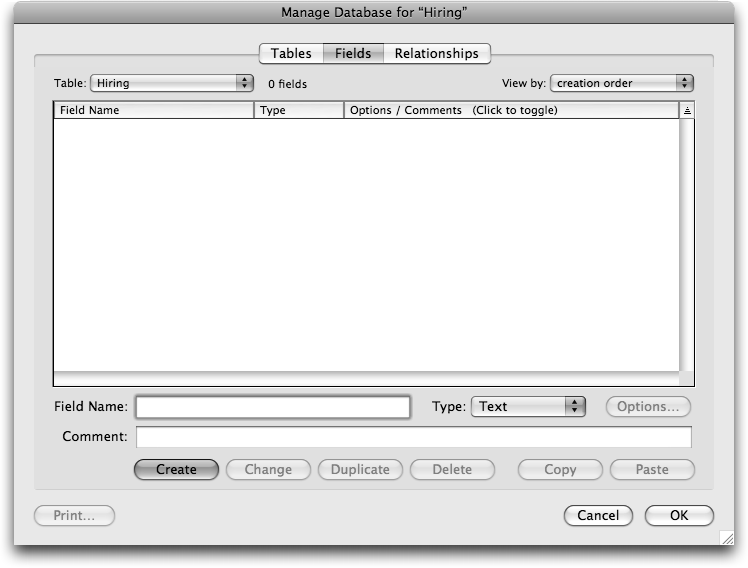 Manage Database for “Hiring”
Tables Fields Relationships
Table: Hiring 0 fields View by: creation order
Field Name Type Options / Comments (Click to toggle)
Field Name: Type: Text Options...
Comment:
Create Change Duplicate Delete Copy Paste
Print... Cancel OK